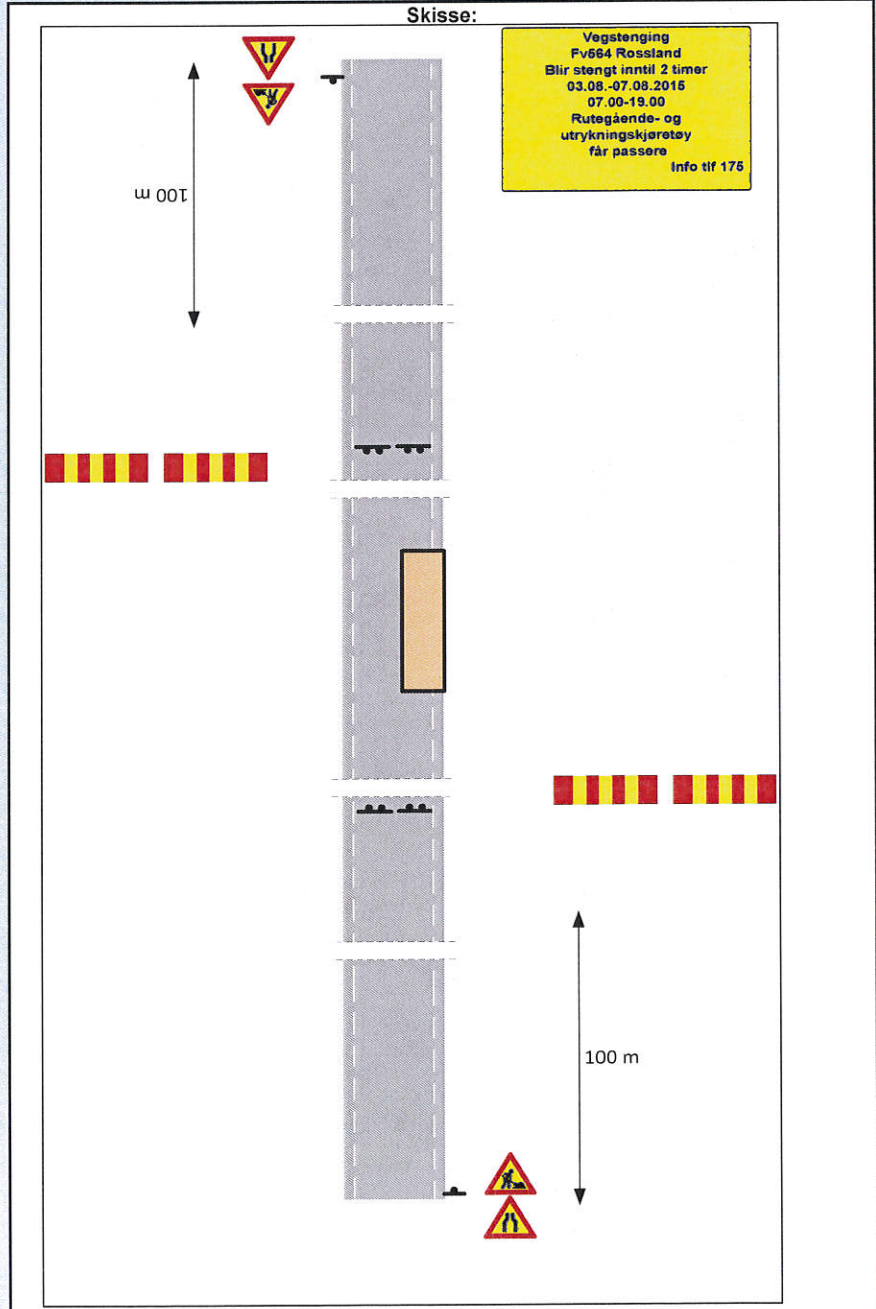 Skisse:
Vegstenging
Fv564 Rossland
Blir stengt inntil 2 timer
03.08.-07.08.2015
07.00-19.00
Rutegående- og
utrykningskjøretøy
får passere
Info tlf 175
100 m
100 m